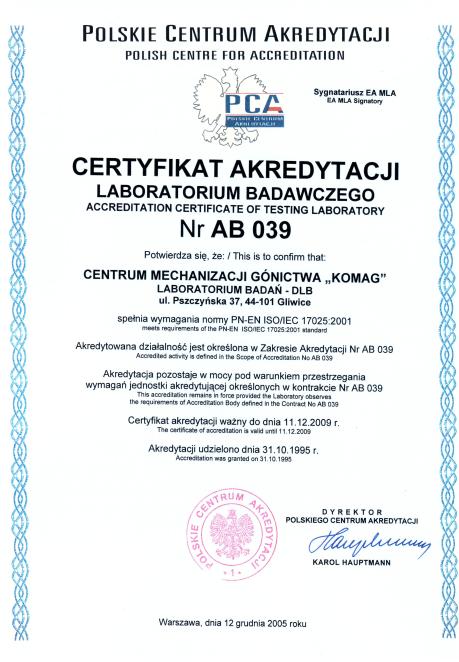 POLSKIE CENTRUM AKREDYTACJI
POLISH CENTRE FOR ACCREDITATION
Sygnatariusz EA MLA
EA MLA Signatory
PCA
POLSKIE CENTRUM
AKREDYTACJI
CERTYFIKAT AKREDYTACJI
LABORATORIUM BADAWCZEGO
ACCREDITATION CERTIFICATE OF TESTING LABORATORY
Nr AB 039
Potwierdza się, że: / This is to confirm that:
CENTRUM MECHANIZACJI GÓNICTWA „KOMAG”
LABORATORIUM BADAŃ - DLB
ul. Pszczyńska 37, 44-101 Gliwice
spełnia wymagania normy PN-EN ISO/IEC 17025:2001
meets requirements of the PN-EN ISO/IEC 17025:2001 standard
Akredytowana działalność jest określona w Zakresie Akredytacji Nr AB 039
Accredited activity is defined in the Scope of Accreditation No AB 039
Akredytacja pozostaje w mocy pod warunkiem przestrzegania
wymagań jednostki akredytującej określonych w kontrakcie Nr AB 039
This accreditation remains in force provided the Laboratory observes
the requirements of Accreditation Body defined in the Contract No AB 039
Certyfikat akredytacji ważny do dnia 11.12.2009 r.
The certificate of accreditation is valid until 11.12.2009
Akredytacji udzielono dnia 31.10.1995 r.
Accreditation was granted on 31.10.1995
POLSKIE CENTRUM AKREDYTACJI
• 1 •
DYREKTOR
POLSKIEGO CENTRUM AKREDYTACJI
Hauptmann
KAROL HAUPTMANN
Warszawa, dnia 12 grudnia 2005 roku